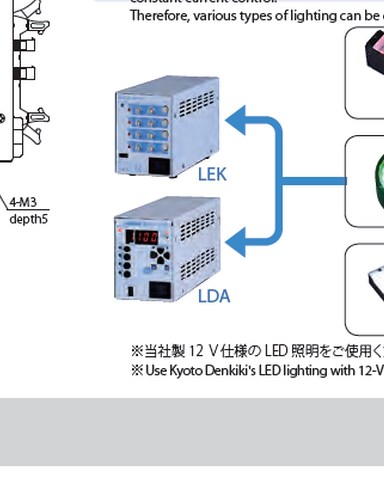 constant current control.
Therefore, various types of lighting can be
LEK
4-M3
depth5
LDA
※当社製 12 V仕様の LED 照明をご使用く
※ Use Kyoto Denkiki's LED lighting with 12-V